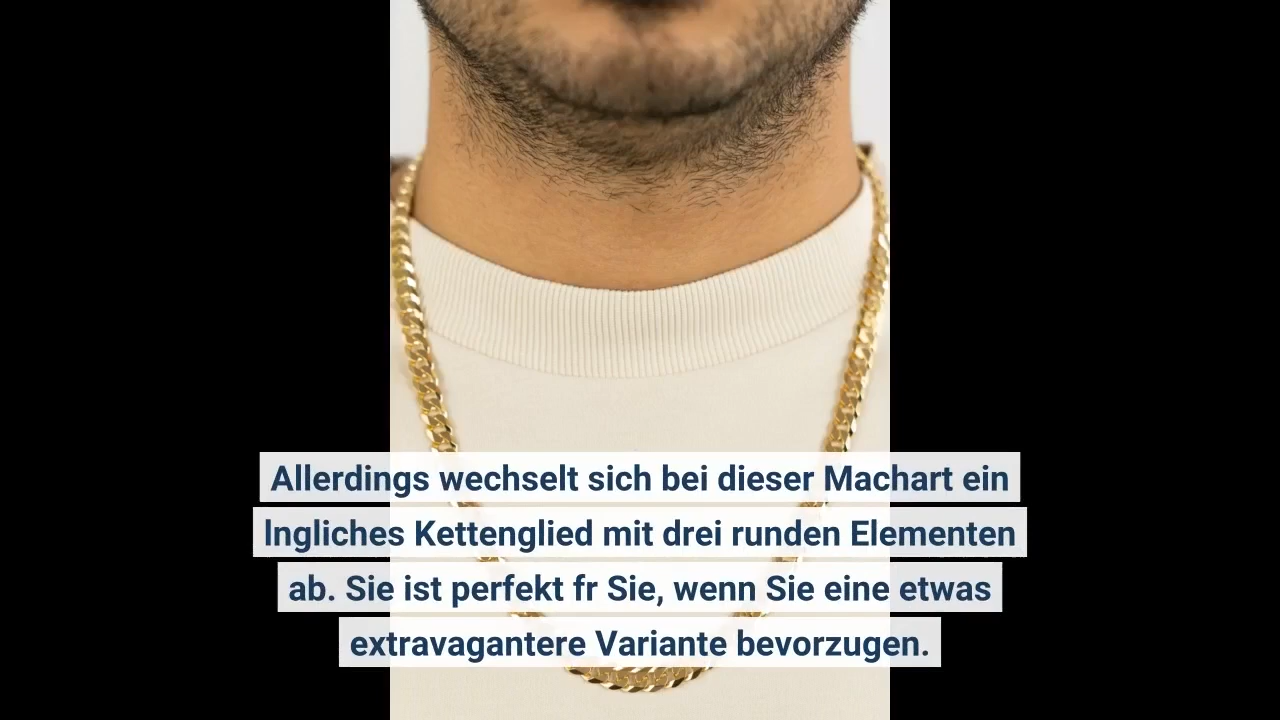 Allerdings wechselt sich bei dieser Machart ein
lngliches Kettenglied mit drei runden Elementen
ab. Sie ist perfekt fr Sie, wenn Sie eine etwas
extravagantere Variante bevorzugen.